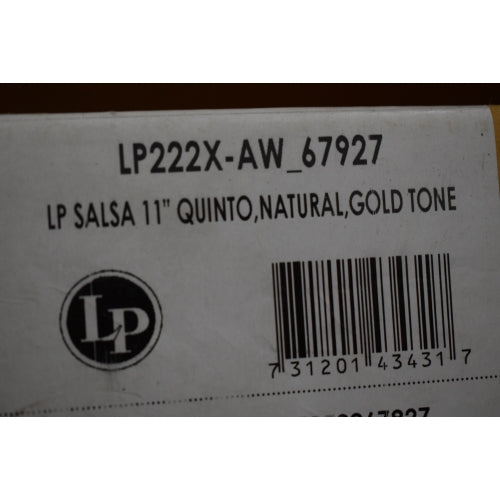 LP222X-AW_67927
LP SALSA 11" QUINTO,NATURAL,GOLD TONE
LP
7 31201 43431 7